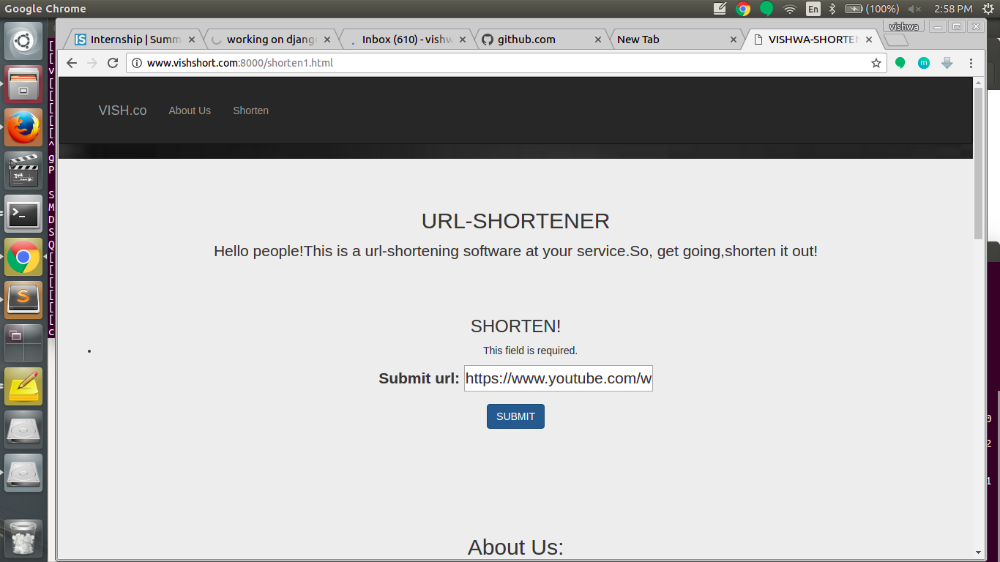 Google Chrome
En
(100%)
2:58 PM
vishwa
Internship | Summ
working on djang
Inbox (610) - vishw
github.com
New Tab
VISHWA-SHORTEN
www.vishshort.com:8000/shorten1.html
VISH.co About Us Shorten
URL-SHORTENER
Hello people!This is a url-shortening software at your service.So, get going,shorten it out!
SHORTEN!
This field is required.
Submit url: https://www.youtube.com/w
SUBMIT
About Us: